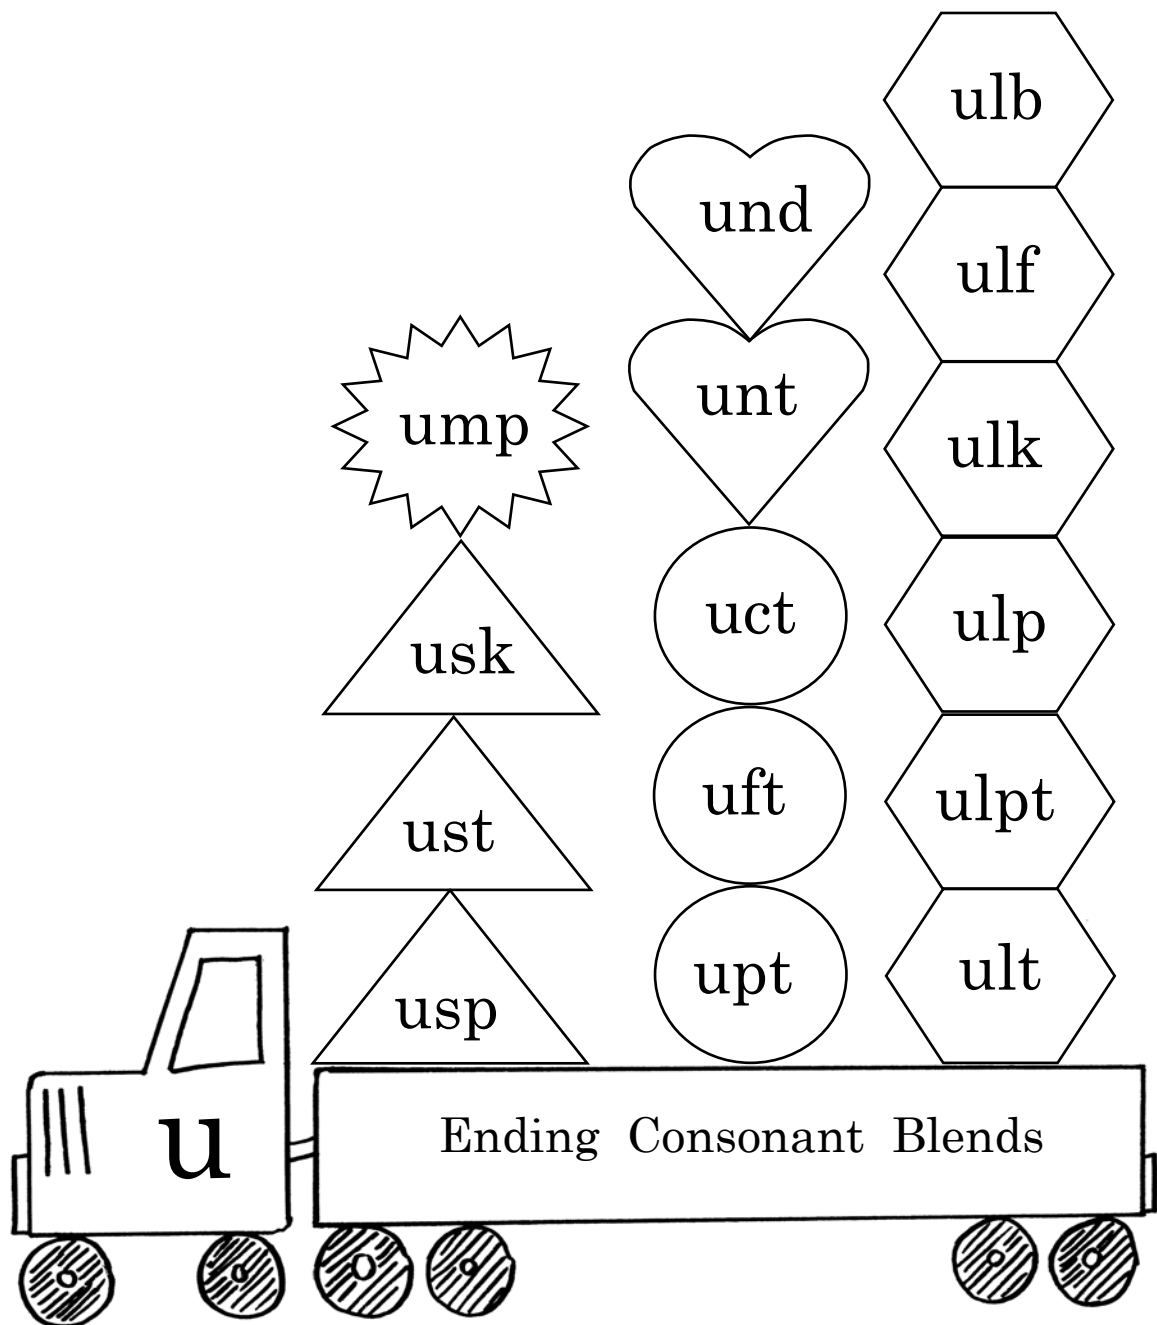 ump
usk
ust
usp
und
unt
uct
uft
upt
ulb
ulf
ulk
ulp
ulpt
ult
u
Ending Consonant Blends